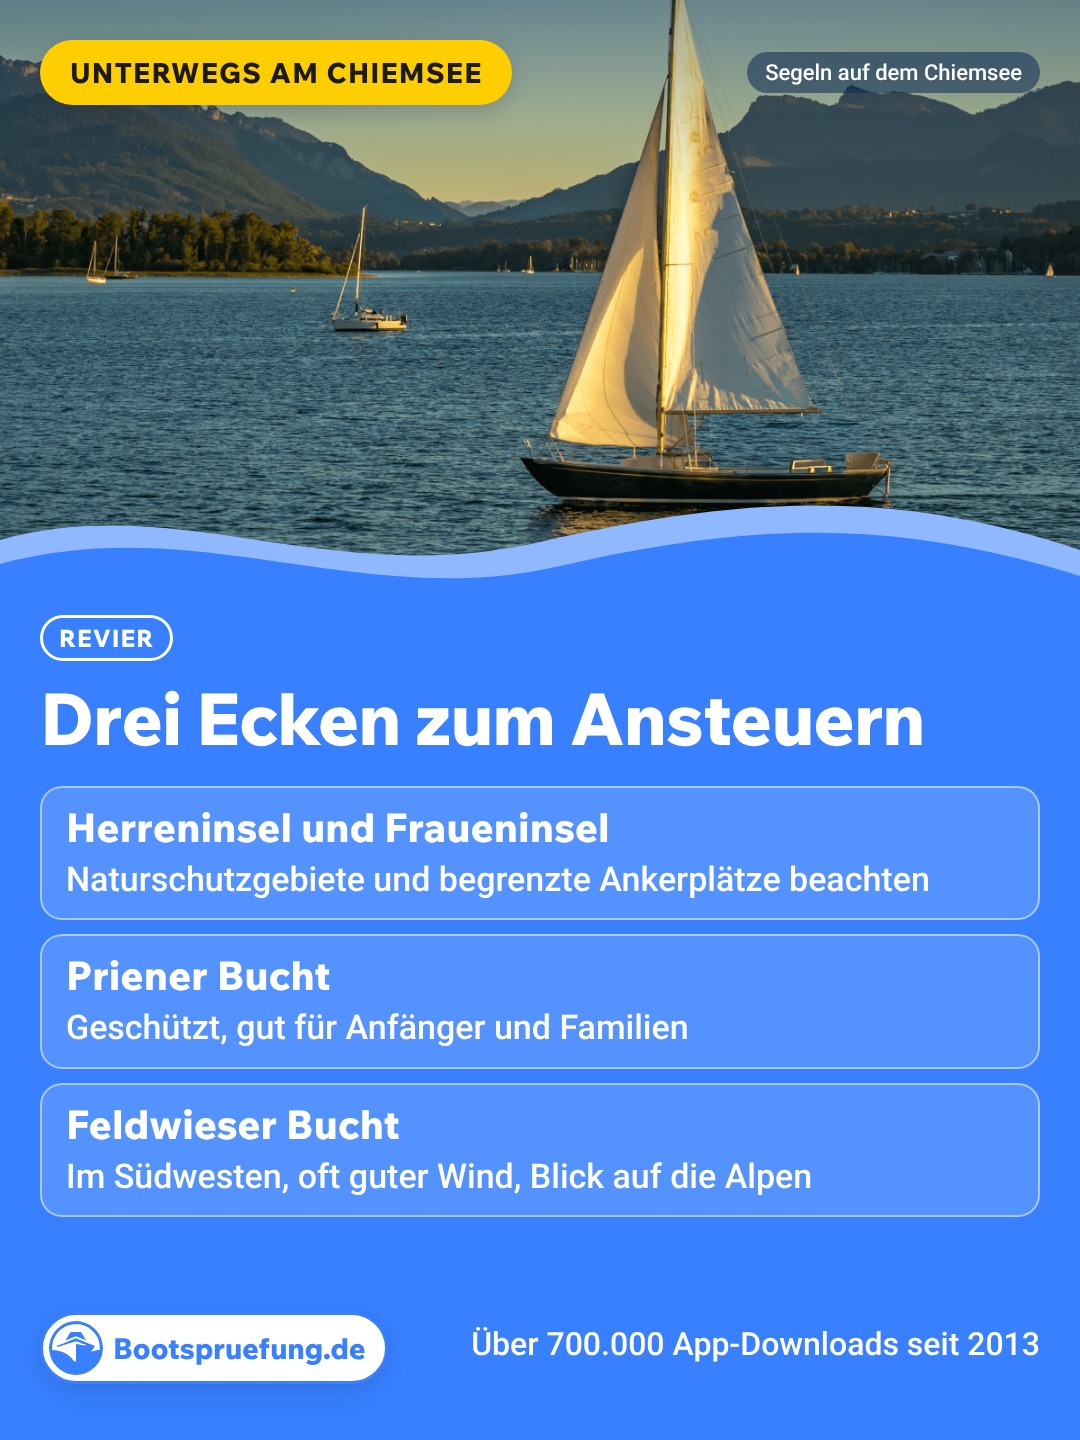 UNTERWEGS AM CHIEMSEE
Segeln auf dem Chiemsee
REVIER
Drei Ecken zum Ansteuern
Herreninsel und Fraueninsel
Naturschutzgebiete und begrenzte Ankerplätze beachten
Priener Bucht
Geschützt, gut für Anfänger und Familien
Feldwieser Bucht
Im Südwesten, oft guter Wind, Blick auf die Alpen
Bootspruefung.de
Über 700.000 App-Downloads seit 2013